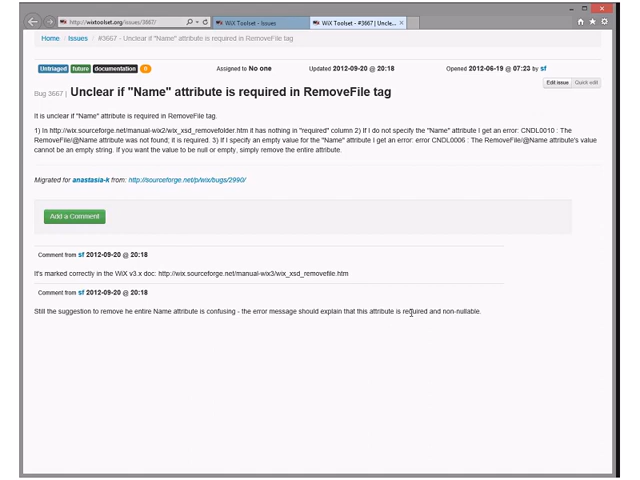 http://wixtoolset.org/issues/3667/
WiX Toolset - Issues
WiX Toolset - #3667 | Uncle...
Home Issues #3667 - Unclear if "Name" attribute is required in RemoveFile tag
Untriaged future documentation 0 Assigned to No one Updated 2012-09-20 @ 20:18 Opened 2012-06-19 @ 07:23 by sf
Edit issue Quick edit
Bug 3667 | Unclear if "Name" attribute is required in RemoveFile tag
It is unclear if "Name" attribute is required in RemoveFile tag.
1) In http://wix.sourceforge.net/manual-wix2/wix_xsd_removefolder.htm it has nothing in "required" column 2) If I do not specify the "Name" attribute I get an error: CNDL0010 : The
RemoveFile/@Name attribute was not found; it is required. 3) If I specify an empty value for the "Name" attribute I get an error: error CNDL0006 : The RemoveFile/@Name attribute's value
cannot be an empty string. If you want the value to be null or empty, simply remove the entire attribute.
Migrated for anastasia-k from: http://sourceforge.net/p/wix/bugs/2990/
Add a Comment
Comment from sf 2012-09-20 @ 20:18
It's marked correctly in the WiX v3.x doc: http://wix.sourceforge.net/manual-wix3/wix_xsd_removefile.htm
Comment from sf 2012-09-20 @ 20:18
Still the suggestion to remove he entire Name attribute is confusing - the error message should explain that this attribute is required and non-nullable.